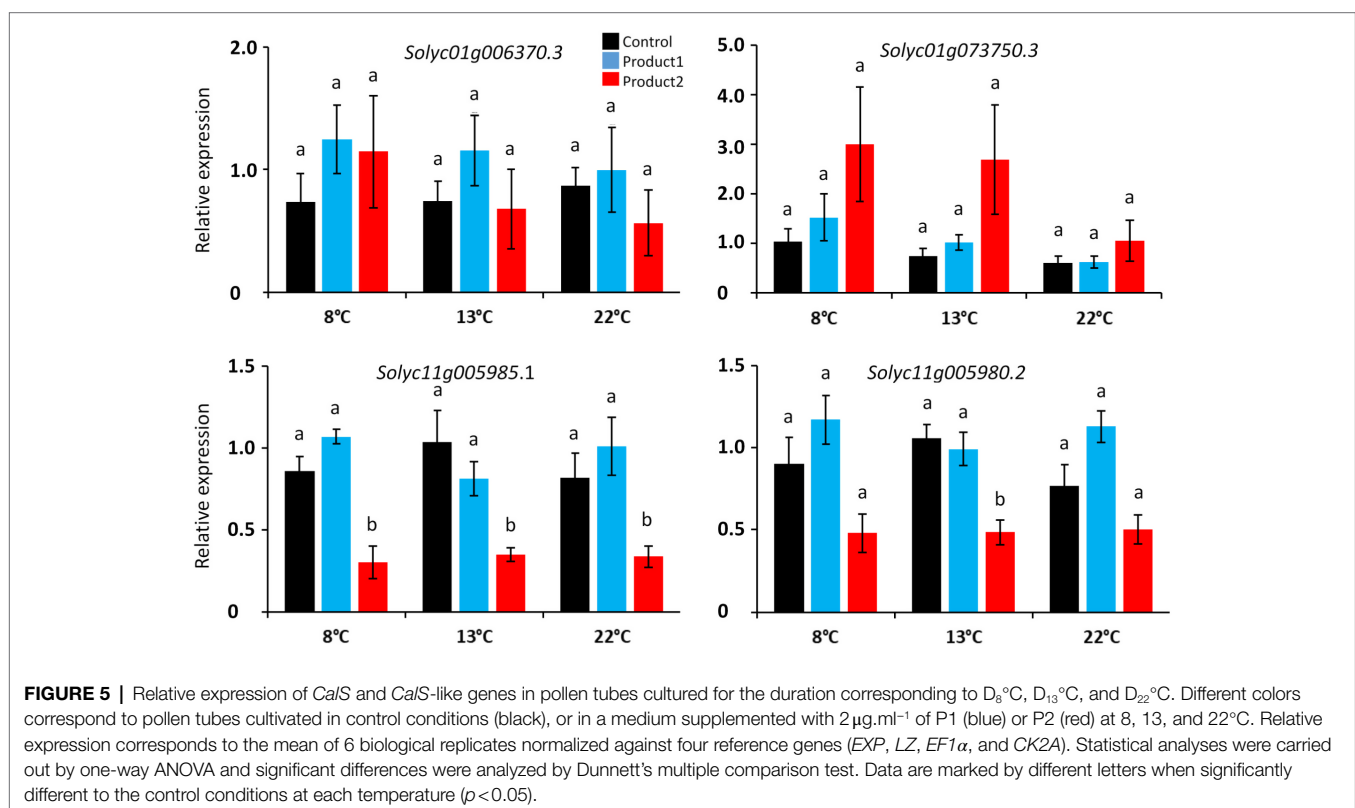 Solyc01g006370.3
Control
Product1
Product2
2.0
1.0
0
Relative expression
a a a a a a a a a
8°C 13°C 22°C
Solyc01g073750.3
5.0
4.0
3.0
2.0
1.0
0
a a a a a a a a a
8°C 13°C 22°C
Solyc11g005985.1
1.5
1.0
0.5
0
Relative expression
a a b a a b a a b
8°C 13°C 22°C
Solyc11g005980.2
1.5
1.0
0.5
0
a a a a a b a a a
8°C 13°C 22°C
FIGURE 5 | Relative expression of CalS and CalS-like genes in pollen tubes cultured for the duration corresponding to D₈°C, D₁₃°C, and D₂₂°C. Different colors
correspond to pollen tubes cultivated in control conditions (black), or in a medium supplemented with 2 μg.ml⁻¹ of P1 (blue) or P2 (red) at 8, 13, and 22°C. Relative
expression corresponds to the mean of 6 biological replicates normalized against four reference genes (EXP, LZ, EF1α, and CK2A). Statistical analyses were carried
out by one-way ANOVA and significant differences were analyzed by Dunnett's multiple comparison test. Data are marked by different letters when significantly
different to the control conditions at each temperature (p<0.05).